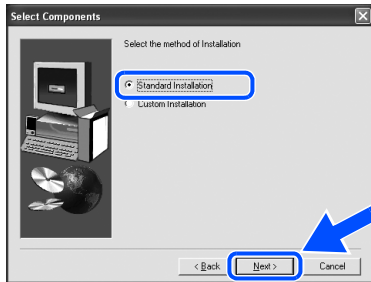 Select Components
Select the method of Installation
Standard Installation
Custom Installation
< Back
Next >
Cancel